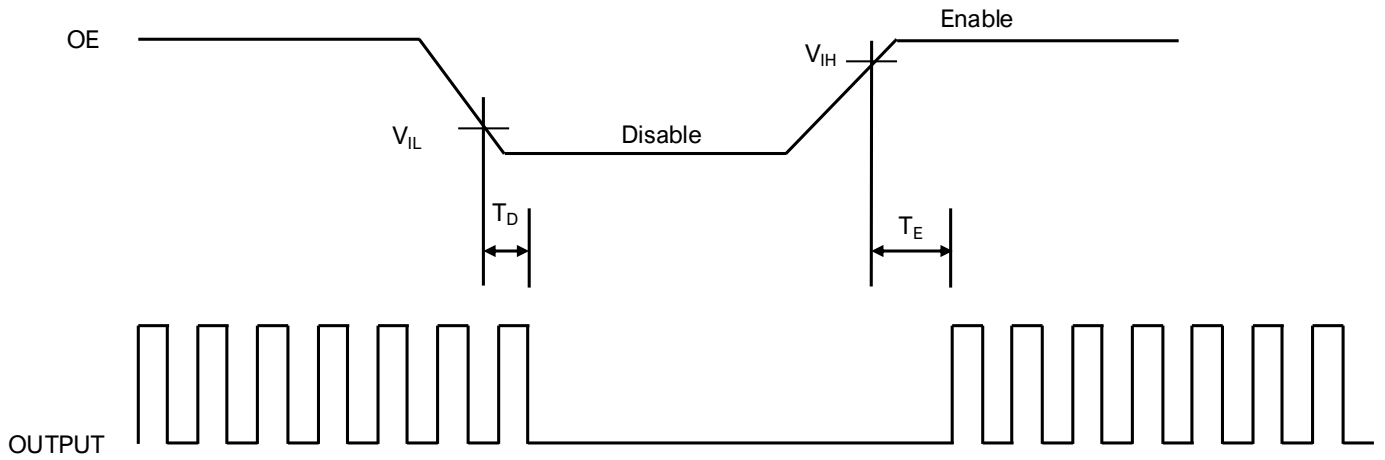 Enable
OE
VIH
VIL
Disable
TD
TE
OUTPUT